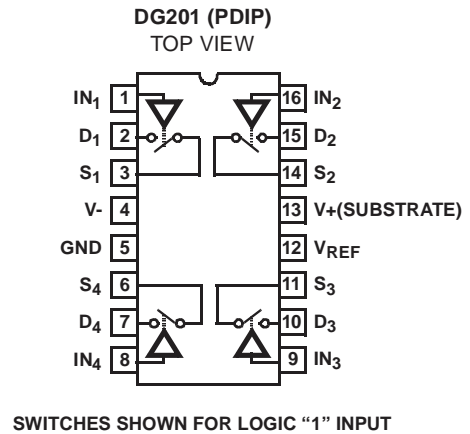 DG201 (PDIP)
TOP VIEW
IN1 1 16 IN2
D1 2 15 D2
S1 3 14 S2
V- 4 13 V+(SUBSTRATE)
GND 5 12 VREF
S4 6 11 S3
D4 7 10 D3
IN4 8 9 IN3
SWITCHES SHOWN FOR LOGIC “1” INPUT